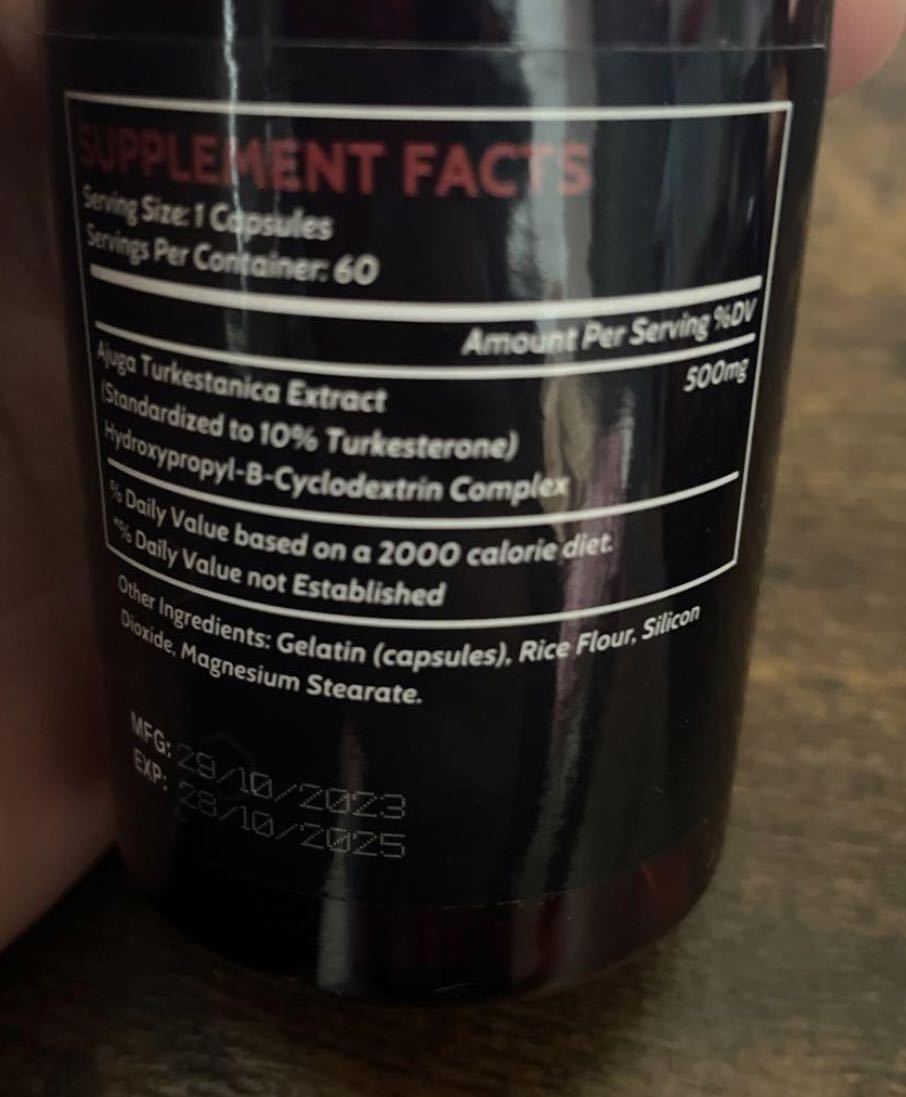 SUPPLEMENT FACTS
Serving Size: 1 Capsules
Servings Per Container: 60
Amount Per Serving %DV
Ajuga Turkestanica Extract 500mg
(Standardized to 10% Turkesterone)
Hydroxypropyl-B-Cyclodextrin Complex
% Daily Value based on a 2000 calorie diet.
*% Daily Value not Established
Other Ingredients: Gelatin (capsules), Rice Flour, Silicon
Dioxide, Magnesium Stearate.
MFG: 29/10/2023
EXP: 28/10/2025